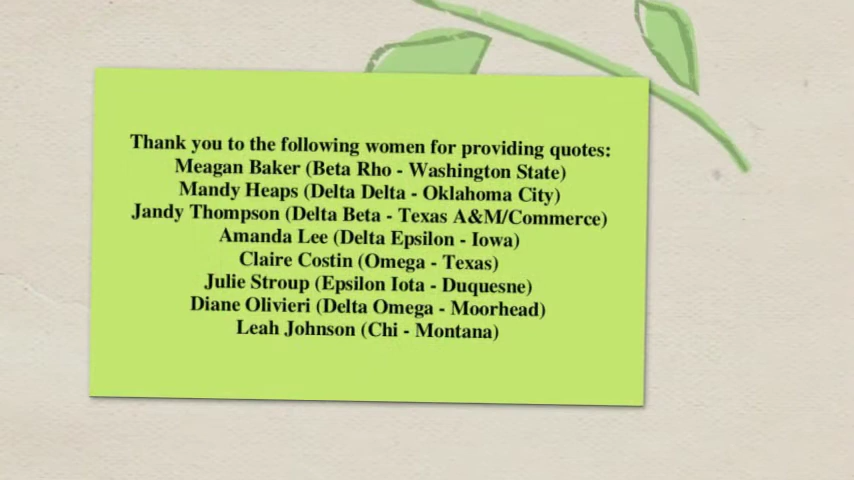 Thank you to the following women for providing quotes:
Meagan Baker (Beta Rho - Washington State)
Mandy Heaps (Delta Delta - Oklahoma City)
Jandy Thompson (Delta Beta - Texas A&M/Commerce)
Amanda Lee (Delta Epsilon - Iowa)
Claire Costin (Omega - Texas)
Julie Stroup (Epsilon Iota - Duquesne)
Diane Olivieri (Delta Omega - Moorhead)
Leah Johnson (Chi - Montana)